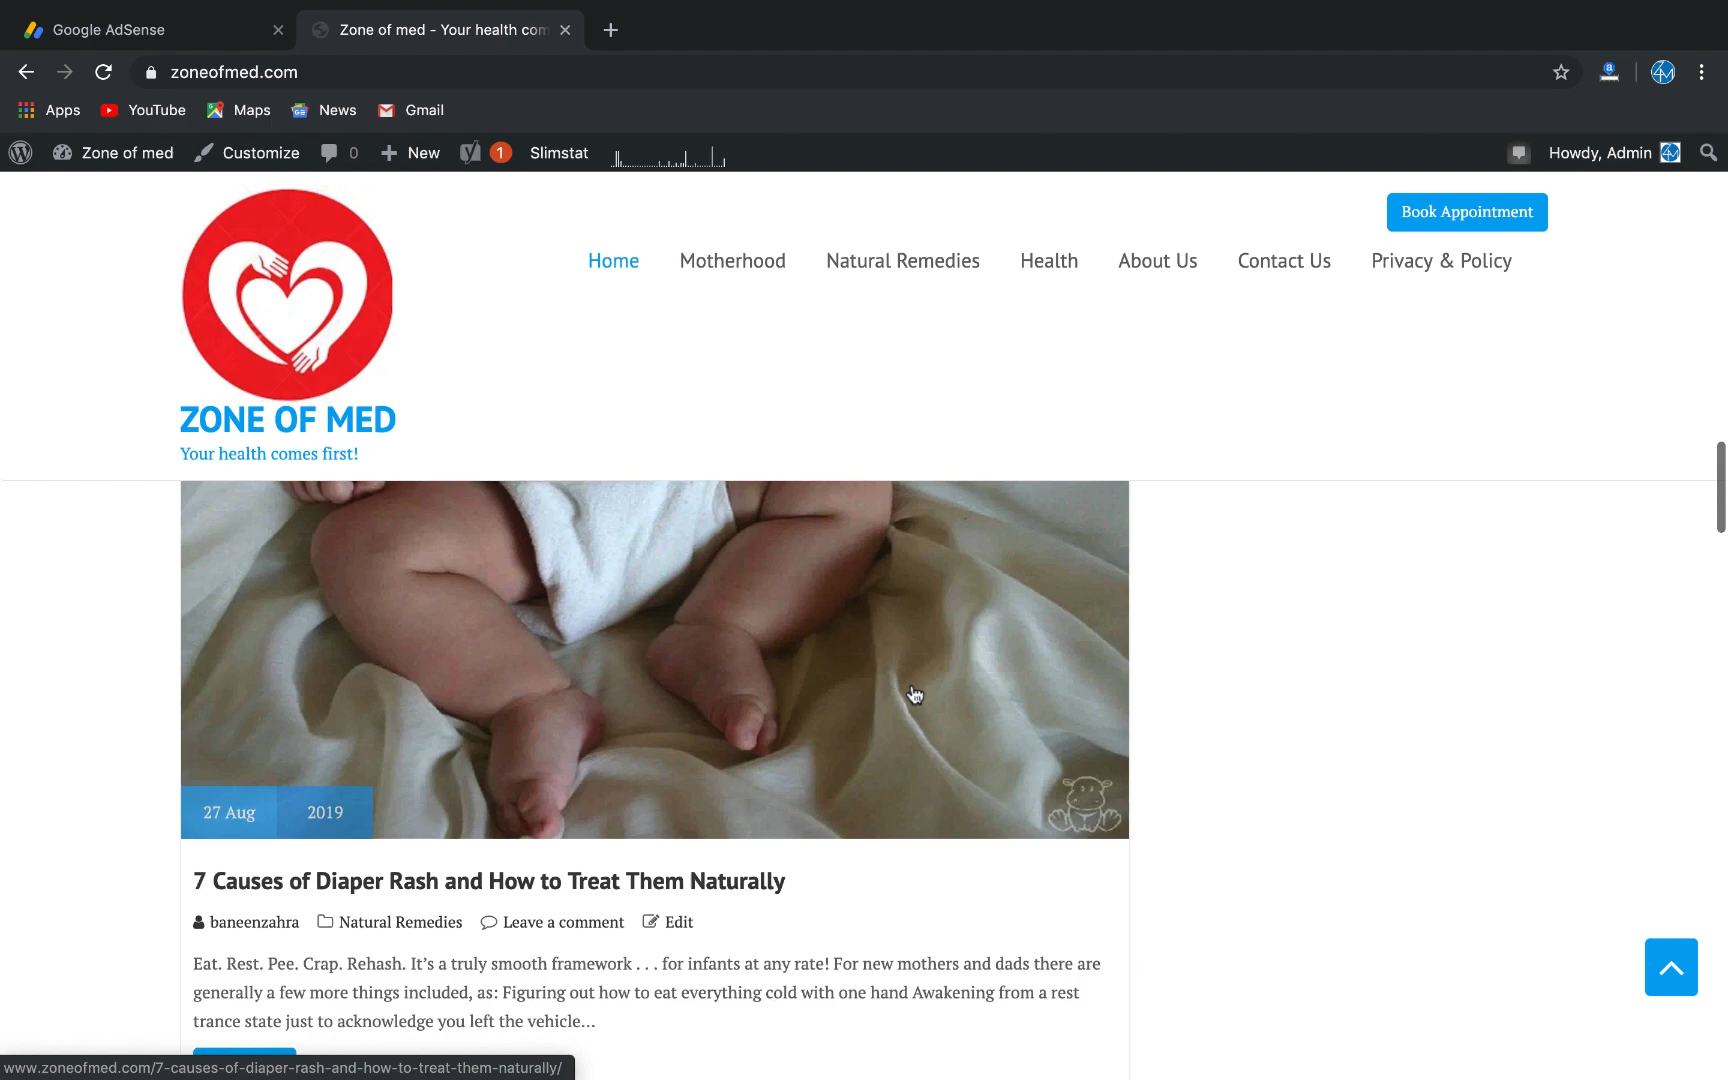 Google AdSense
Zone of med - Your health com
zoneofmed.com
Apps YouTube Maps News Gmail
Zone of med Customize 0 New 1 Slimstat Howdy, Admin
Book Appointment
Home Motherhood Natural Remedies Health About Us Contact Us Privacy & Policy
ZONE OF MED
Your health comes first!
27 Aug 2019
7 Causes of Diaper Rash and How to Treat Them Naturally
baneenzahra Natural Remedies Leave a comment Edit
Eat. Rest. Pee. Crap. Rehash. It’s a truly smooth framework . . . for infants at any rate! For new mothers and dads there are
generally a few more things included, as: Figuring out how to eat everything cold with one hand Awakening from a rest
trance state just to acknowledge you left the vehicle...
www.zoneofmed.com/7-causes-of-diaper-rash-and-how-to-treat-them-naturally/